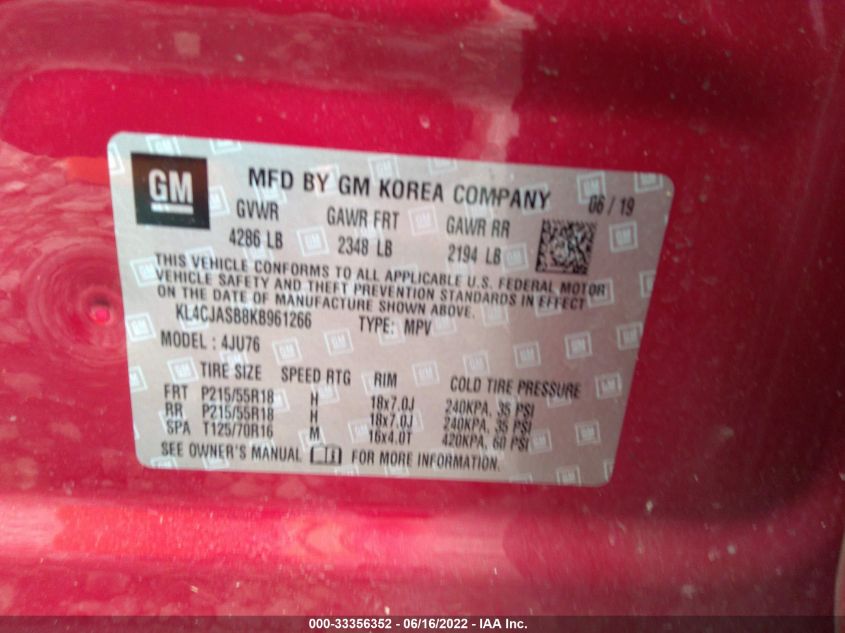 GM
MFD BY GM KOREA COMPANY 06 / 19
GVWR GAWR FRT GAWR RR
4286 LB 2348 LB 2194 LB
THIS VEHICLE CONFORMS TO ALL APPLICABLE U.S. FEDERAL MOTOR
VEHICLE SAFETY AND THEFT PREVENTION STANDARDS IN EFFECT
ON THE DATE OF MANUFACTURE SHOWN ABOVE.
KL4CJASB8KB961266 TYPE: MPV
MODEL : 4JU76
TIRE SIZE SPEED RTG RIM COLD TIRE PRESSURE
FRT P215/55R18 H 18x7.0J 240KPA, 35 PSI
RR P215/55R18 H 18x7.0J 240KPA, 35 PSI
SPA T125/70R16 M 16x4.0T 420KPA, 60 PSI
SEE OWNER'S MANUAL FOR MORE INFORMATION.
000-33356352 - 06/16/2022 - IAA Inc.